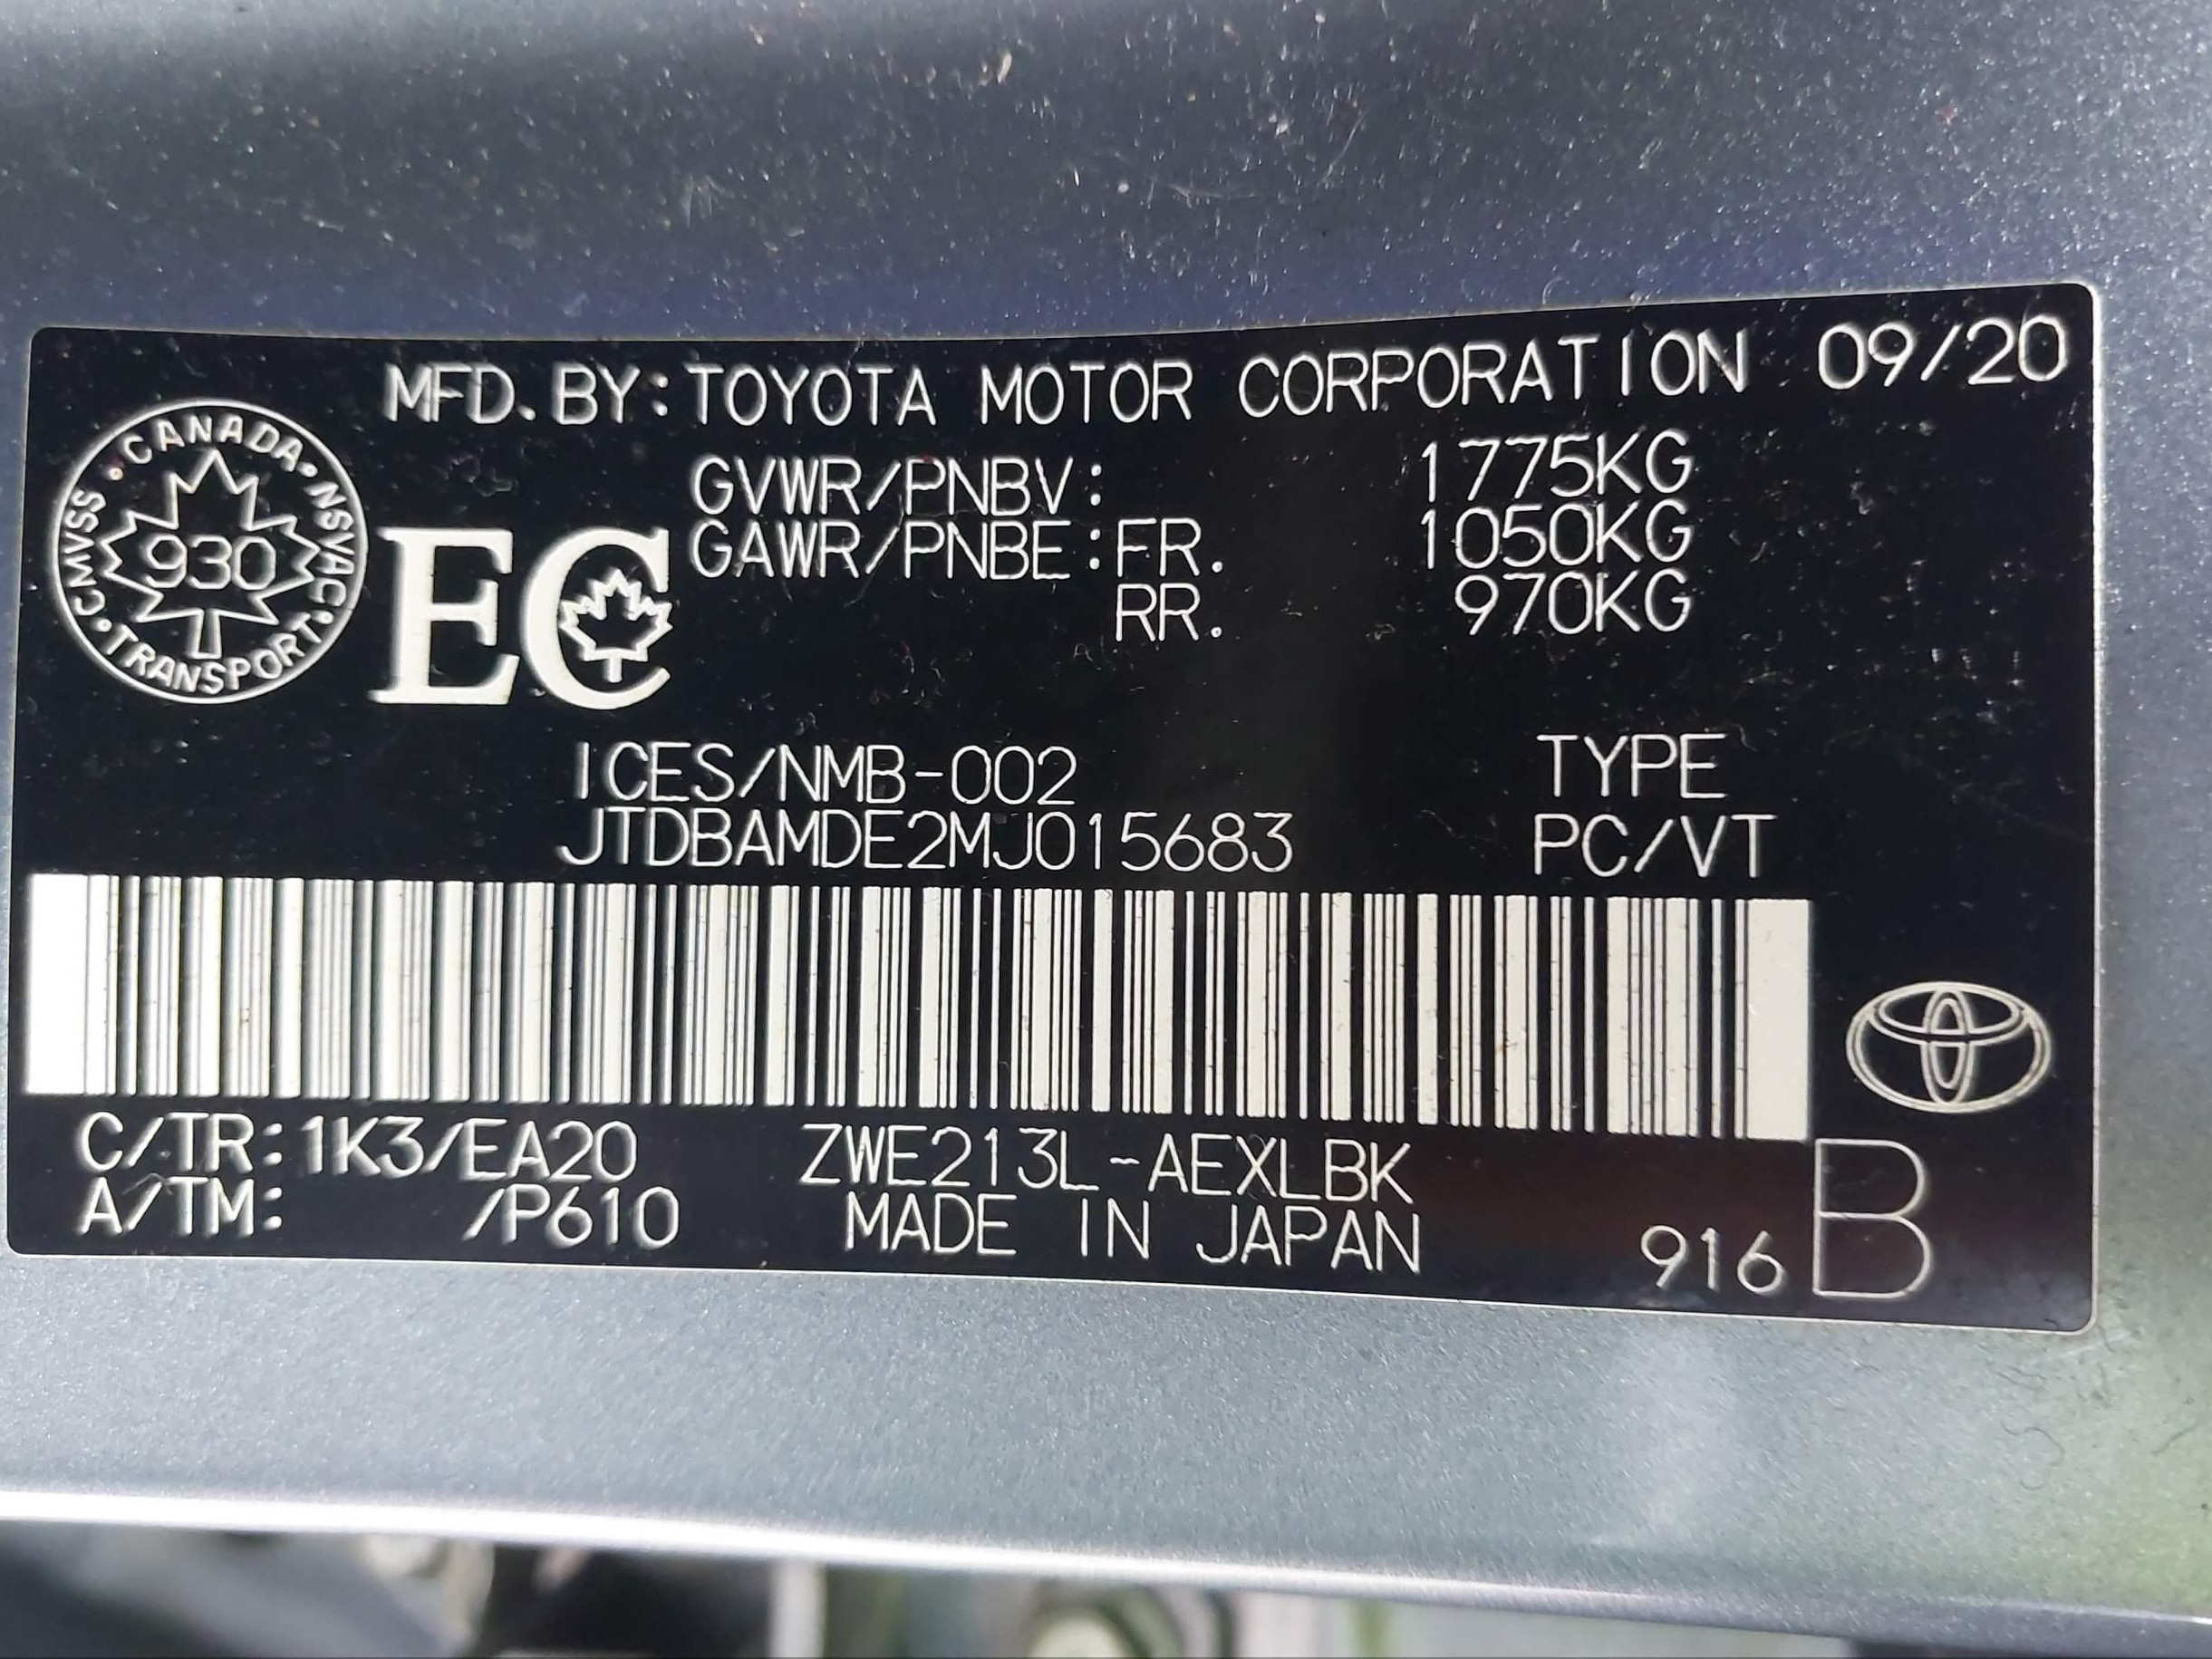 MFD. BY: TOYOTA MOTOR CORPORATION 09/20
GVWR/PNBV: 1775KG
GAWR/PNBE: FR. 1050KG
RR. 970KG
CANADA • NSVAC • TRANSPORT • CMVSS •
930
EC
ICES/NMB-002 TYPE
JTDBAMDE2MJ015683 PC/VT
C/TR: 1K3/EA20 ZWE213L-AEXLBK
A/TM: /P610 MADE IN JAPAN
916 B